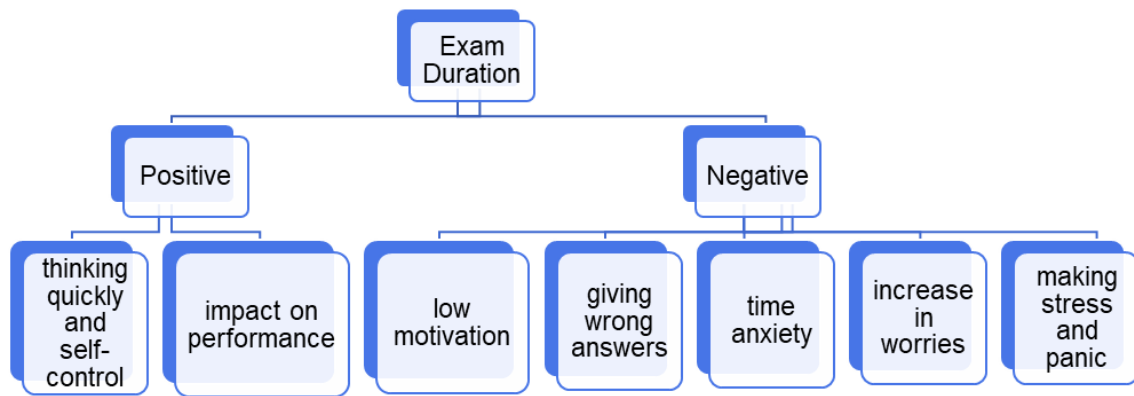 Exam
Duration
Positive
Negative
thinking
quickly
and
self-
control
impact on
performance
low
motivation
giving
wrong
answers
time
anxiety
increase
in
worries
making
stress
and
panic